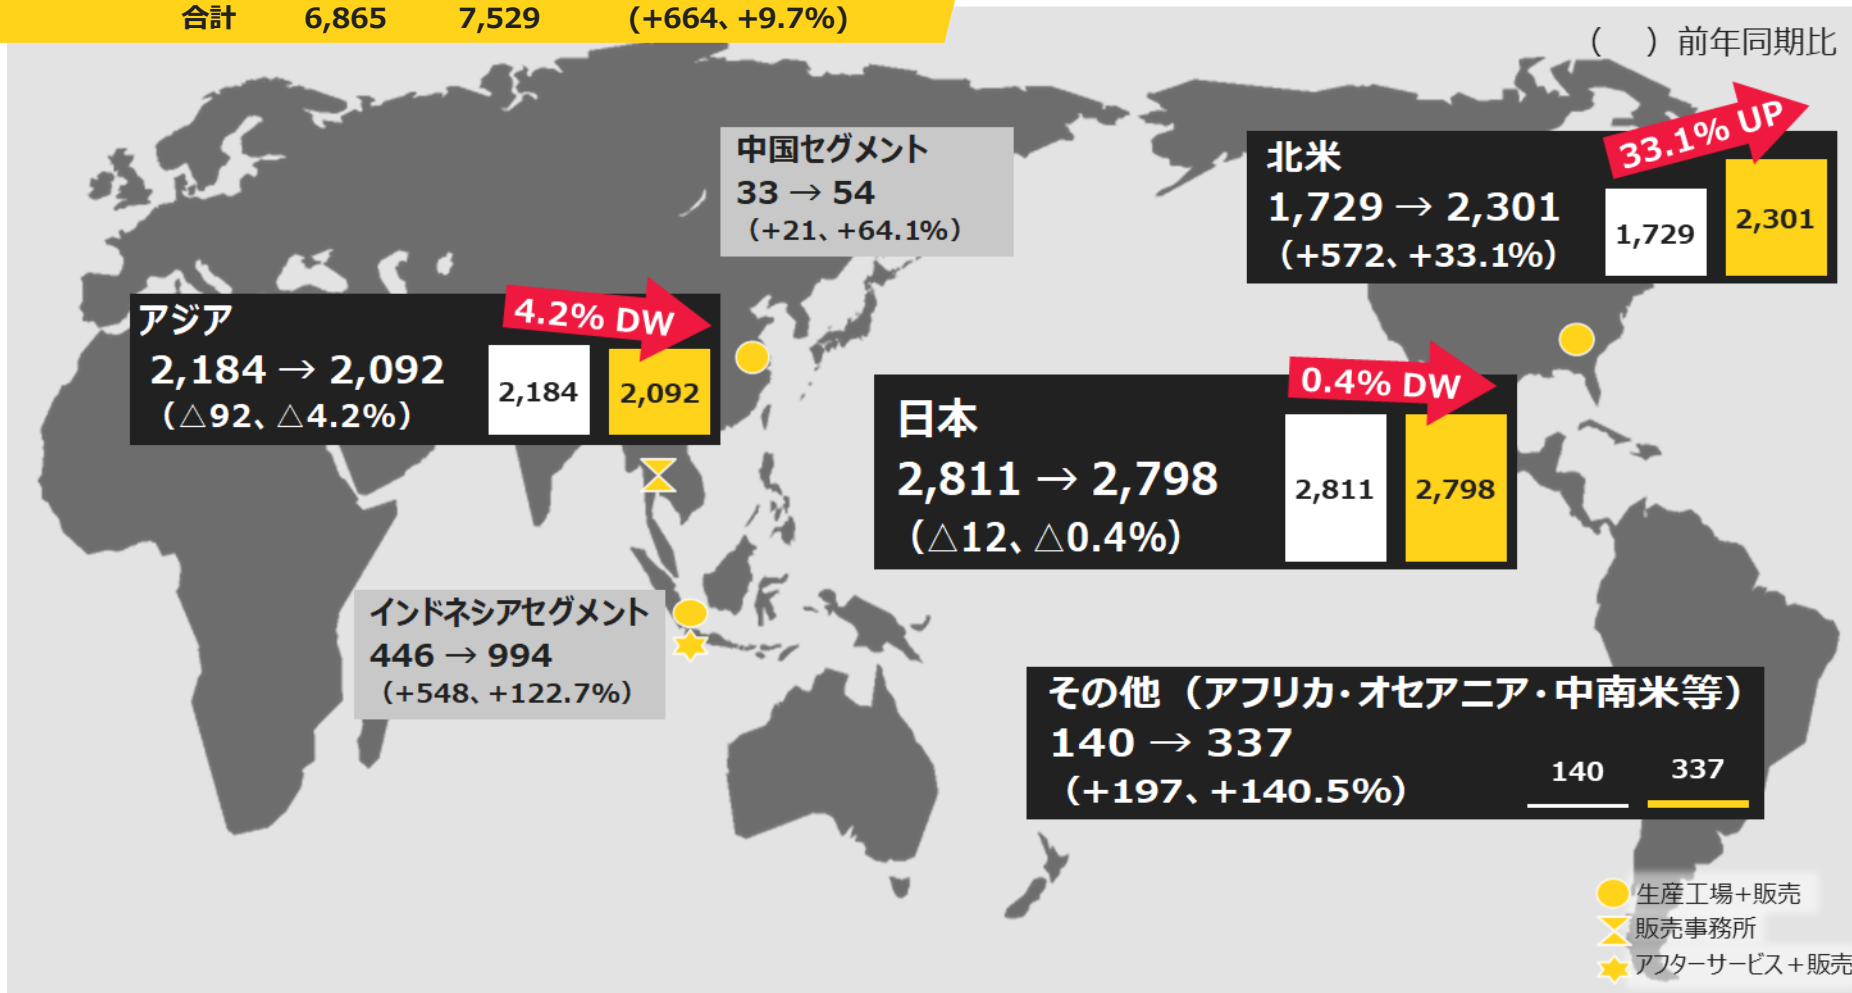 合計 6,865 7,529 (+664、+9.7%)
( )前年同期比
中国セグメント
33 → 54
(+21、+64.1%)
北米
1,729 → 2,301
(+572、+33.1%)
33.1% UP
1,729
2,301
アジア
2,184 → 2,092
(△92、△4.2%)
4.2% DW
2,184
2,092
日本
2,811 → 2,798
(△12、△0.4%)
0.4% DW
2,811
2,798
インドネシアセグメント
446 → 994
(+548、+122.7%)
その他(アフリカ・オセアニア・中南米等)
140 → 337
(+197、+140.5%)
140
337
生産工場+販売
販売事務所
アフターサービス+販売